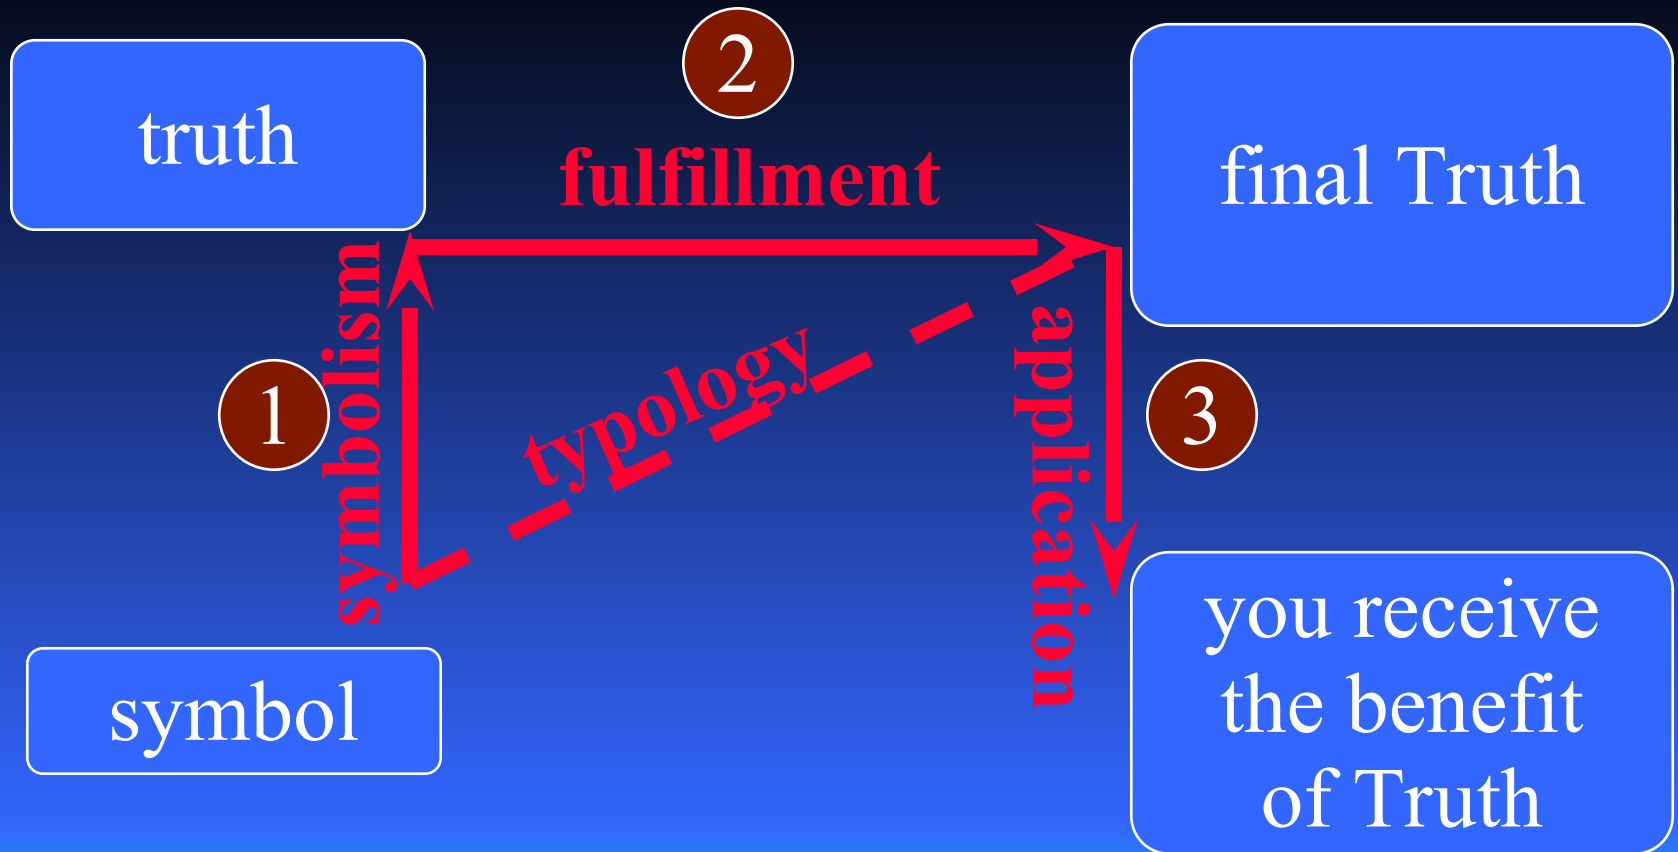 2
truth
fulfillment
final Truth
symbolism
1
typology
application
3
symbol
you receive
the benefit
of Truth